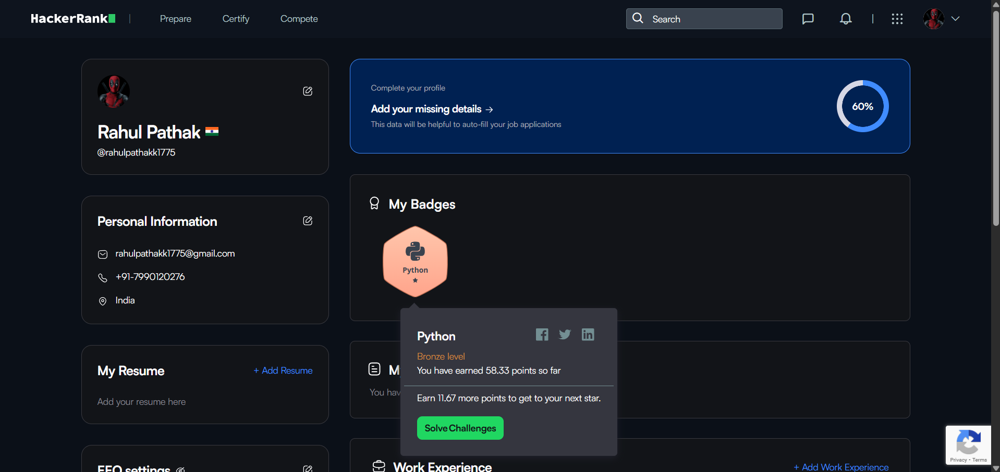 HackerRank
Prepare
Certify
Compete
Search
Rahul Pathak
@rahulpathakk1775
Complete your profile
Add your missing details →
This data will be helpful to auto-fill your job applications
60%
Personal Information
rahulpathakk1775@gmail.com
+91-7990120276
India
My Badges
Python
Python
Bronze level
You have earned 58.33 points so far
Earn 11.67 more points to get to your next star.
Solve Challenges
My Resume
+ Add Resume
Add your resume here
You hav
EEO settings
Work Experience
+ Add Work Experience
Privacy - Terms